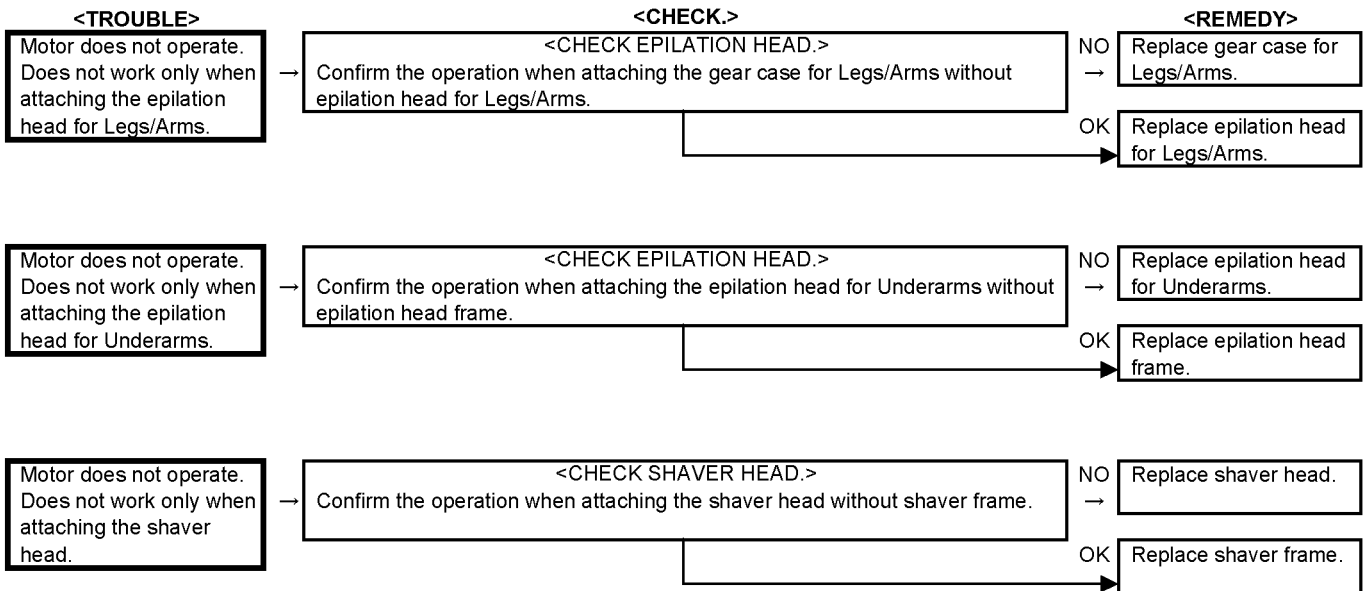 <TROUBLE> <CHECK.> <REMEDY>
Motor does not operate.
Does not work only when
attaching the epilation
head for Legs/Arms.
→
<CHECK EPILATION HEAD.>
Confirm the operation when attaching the gear case for Legs/Arms without
epilation head for Legs/Arms.
NO
→
Replace gear case for
Legs/Arms.
OK
Replace epilation head
for Legs/Arms.
Motor does not operate.
Does not work only when
attaching the epilation
head for Underarms.
→
<CHECK EPILATION HEAD.>
Confirm the operation when attaching the epilation head for Underarms without
epilation head frame.
NO
→
Replace epilation head
for Underarms.
OK
Replace epilation head
frame.
Motor does not operate.
Does not work only when
attaching the shaver
head.
→
<CHECK SHAVER HEAD.>
Confirm the operation when attaching the shaver head without shaver frame.
NO
→
Replace shaver head.
OK
Replace shaver frame.